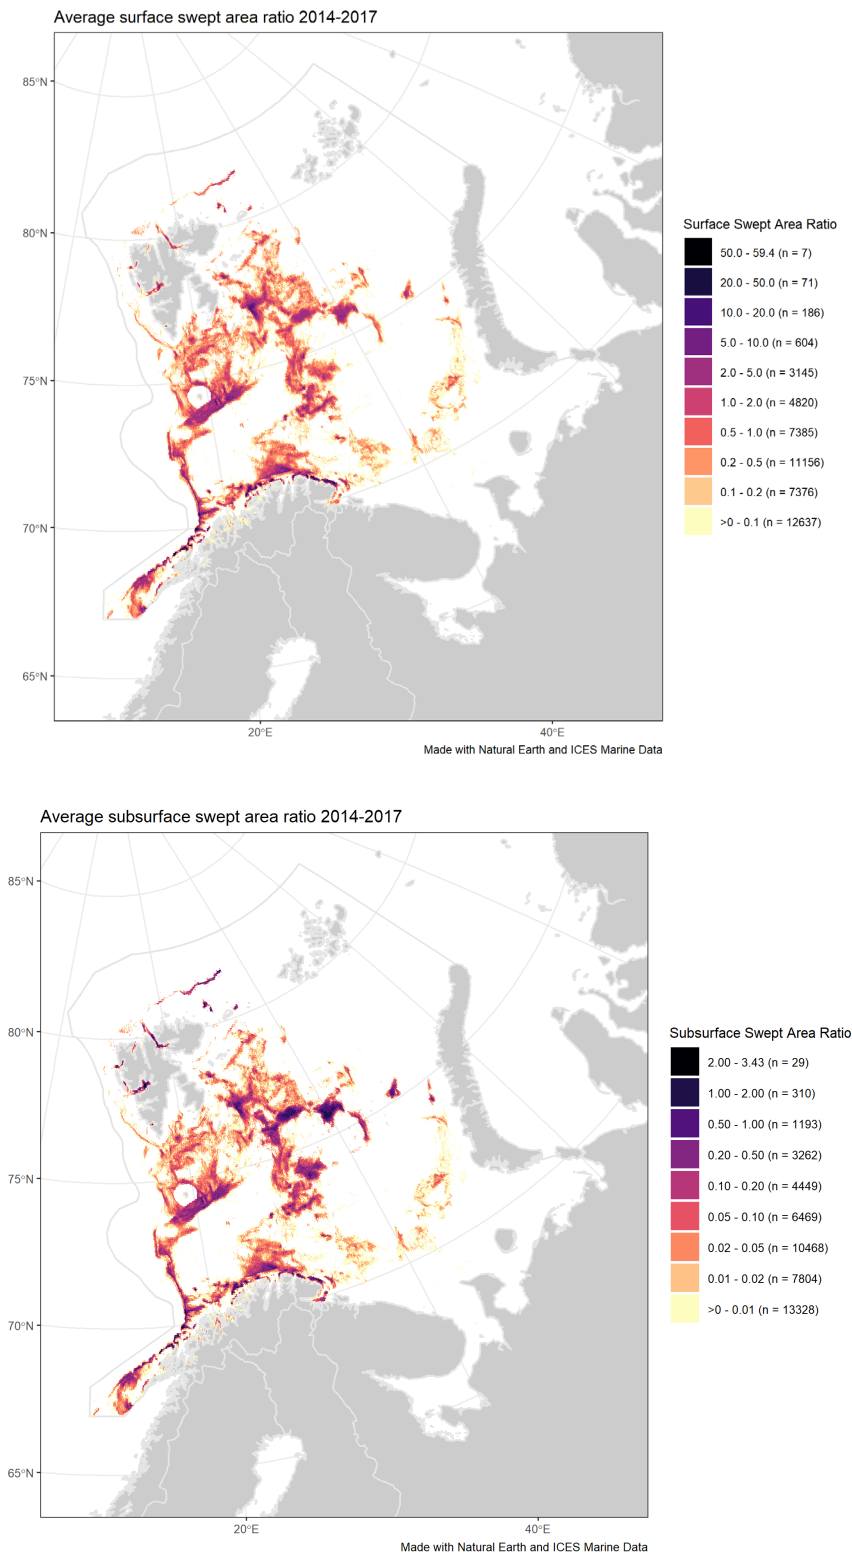 Average surface swept area ratio 2014-2017
85°N
80°N
75°N
70°N
65°N
20°E
40°E
Made with Natural Earth and ICES Marine Data
Surface Swept Area Ratio
50.0 - 59.4 (n = 7)
20.0 - 50.0 (n = 71)
10.0 - 20.0 (n = 186)
5.0 - 10.0 (n = 604)
2.0 - 5.0 (n = 3145)
1.0 - 2.0 (n = 4820)
0.5 - 1.0 (n = 7385)
0.2 - 0.5 (n = 11156)
0.1 - 0.2 (n = 7376)
>0 - 0.1 (n = 12637)
Average subsurface swept area ratio 2014-2017
85°N
80°N
75°N
70°N
65°N
20°E
40°E
Made with Natural Earth and ICES Marine Data
Subsurface Swept Area Ratio
2.00 - 3.43 (n = 29)
1.00 - 2.00 (n = 310)
0.50 - 1.00 (n = 1193)
0.20 - 0.50 (n = 3262)
0.10 - 0.20 (n = 4449)
0.05 - 0.10 (n = 6469)
0.02 - 0.05 (n = 10468)
0.01 - 0.02 (n = 7804)
>0 - 0.01 (n = 13328)